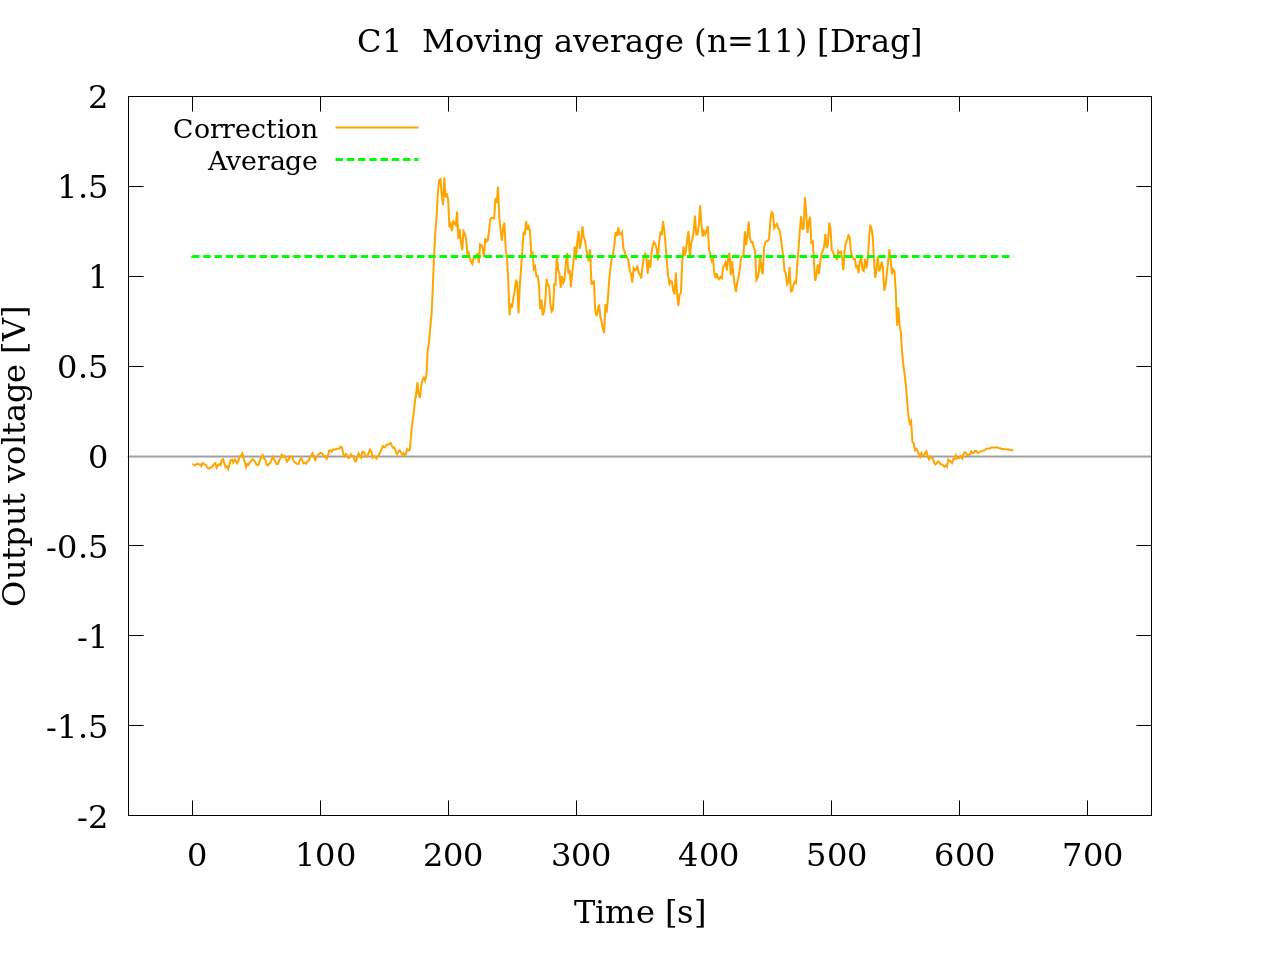 C1  Moving average (n=11) [Drag]
Correction
Average
2
1.5
1
0.5
0
-0.5
-1
-1.5
-2
Output voltage [V]
0 100 200 300 400 500 600 700
Time [s]